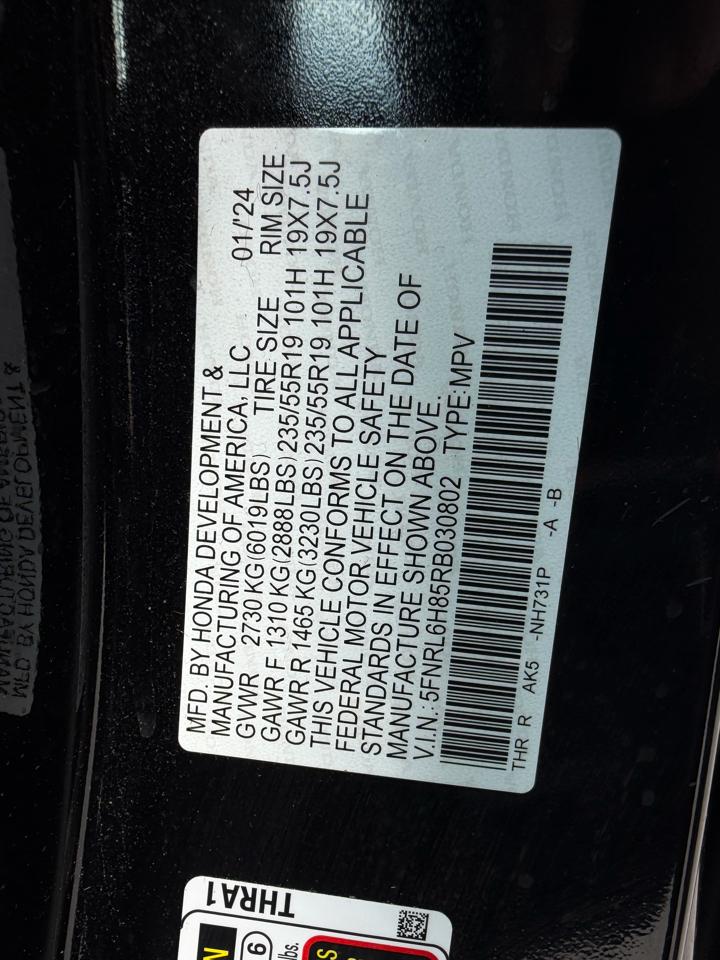 MFD. BY HONDA DEVELOPMENT &
MANUFACTURING OF AMERICA, LLC 01/'24
GVWR 2730 KG(6019LBS) TIRE SIZE RIM SIZE
GAWR F 1310 KG(2888LBS) 235/55R19 101H 19X7.5J
GAWR R 1465 KG(3230LBS) 235/55R19 101H 19X7.5J
THIS VEHICLE CONFORMS TO ALL APPLICABLE
FEDERAL MOTOR VEHICLE SAFETY
STANDARDS IN EFFECT ON THE DATE OF
MANUFACTURE SHOWN ABOVE.
V.I.N.: 5FNRL6H85RB030802 TYPE:MPV
THR R AK5 -NH731P -A -B
THRA1
6
lbs.